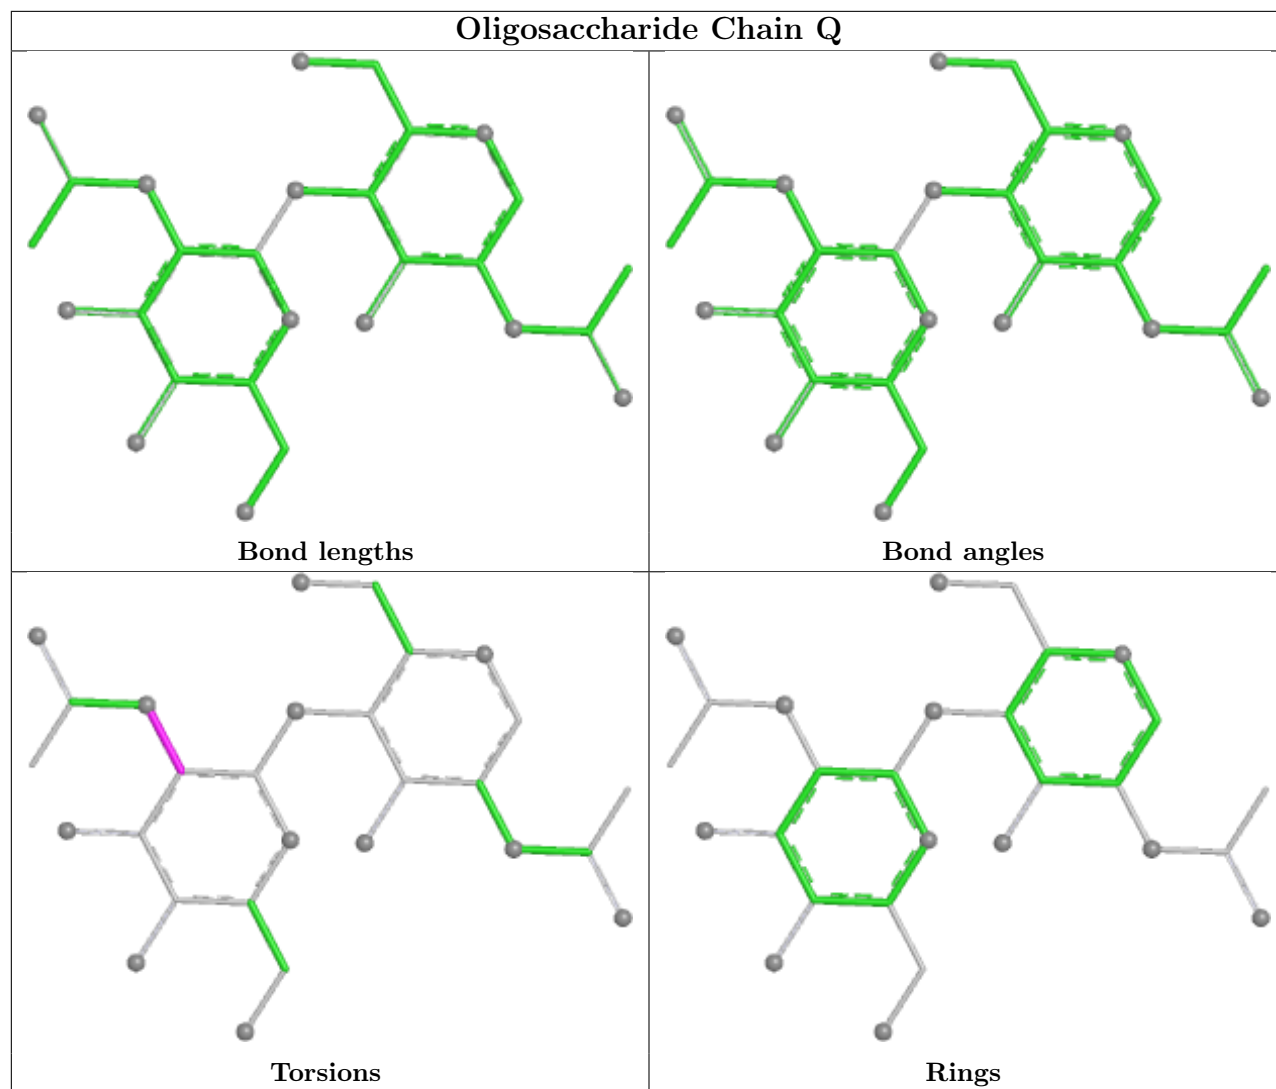 Oligosaccharide Chain Q
Bond lengths
Bond angles
Torsions
Rings